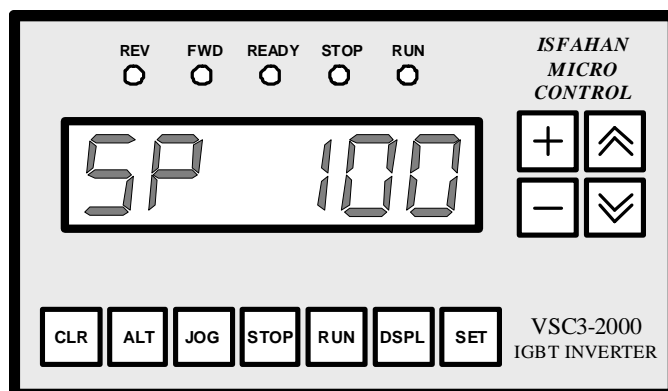 REV FWD READY STOP RUN
ISFAHAN
MICRO
CONTROL
SP 100
+
−
CLR ALT JOG STOP RUN DSPL SET
VSC3-2000
IGBT INVERTER